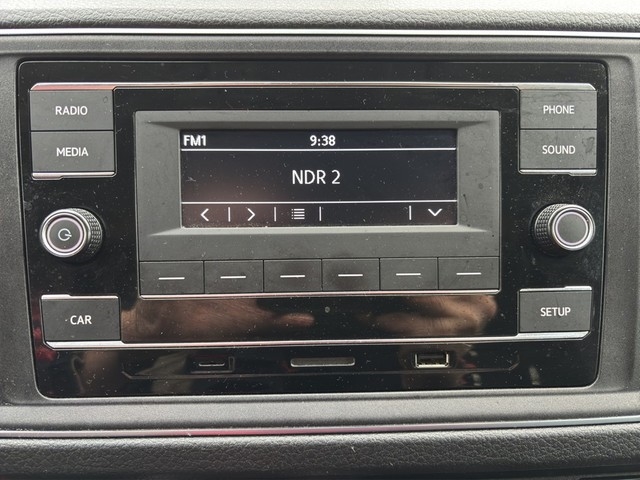 RADIO
MEDIA
FM1 9:38
NDR 2
PHONE
SOUND
CAR
SETUP